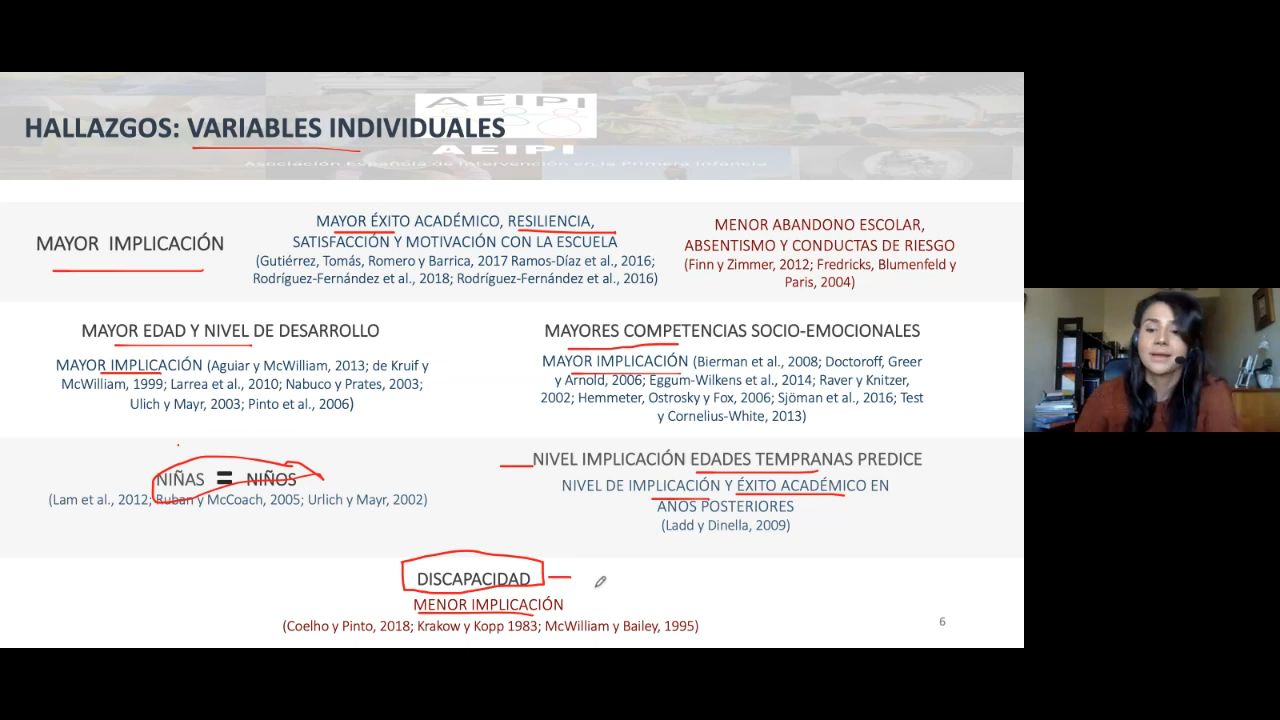 AEIPI
HALLAZGOS: VARIABLES INDIVIDUALES
AEIPI
Asociación Española de Intervención en la Primera Infancia
MAYOR IMPLICACIÓN
MAYOR ÉXITO ACADÉMICO, RESILIENCIA,
SATISFACCIÓN Y MOTIVACIÓN CON LA ESCUELA
(Gutiérrez, Tomás, Romero y Barrica, 2017 Ramos-Díaz et al., 2016;
Rodríguez-Fernández et al., 2018; Rodríguez-Fernández et al., 2016)
MENOR ABANDONO ESCOLAR,
ABSENTISMO Y CONDUCTAS DE RIESGO
(Finn y Zimmer, 2012; Fredricks, Blumenfeld y
Paris, 2004)
MAYOR EDAD Y NIVEL DE DESARROLLO
MAYOR IMPLICACIÓN (Aguiar y McWilliam, 2013; de Kruif y
McWilliam, 1999; Larrea et al., 2010; Nabuco y Prates, 2003;
Ulich y Mayr, 2003; Pinto et al., 2006)
MAYORES COMPETENCIAS SOCIO-EMOCIONALES
MAYOR IMPLICACIÓN (Bierman et al., 2008; Doctoroff, Greer
y Arnold, 2006; Eggum-Wilkens et al., 2014; Raver y Knitzer,
2002; Hemmeter, Ostrosky y Fox, 2006; Sjöman et al., 2016; Test
y Cornelius-White, 2013)
NIÑAS = NIÑOS
(Lam et al., 2012; Ruban y McCoach, 2005; Urlich y Mayr, 2002)
NIVEL IMPLICACIÓN EDADES TEMPRANAS PREDICE
NIVEL DE IMPLICACIÓN Y ÉXITO ACADÉMICO EN
AÑOS POSTERIORES
(Ladd y Dinella, 2009)
DISCAPACIDAD
MENOR IMPLICACIÓN
(Coelho y Pinto, 2018; Krakow y Kopp 1983; McWilliam y Bailey, 1995)
6